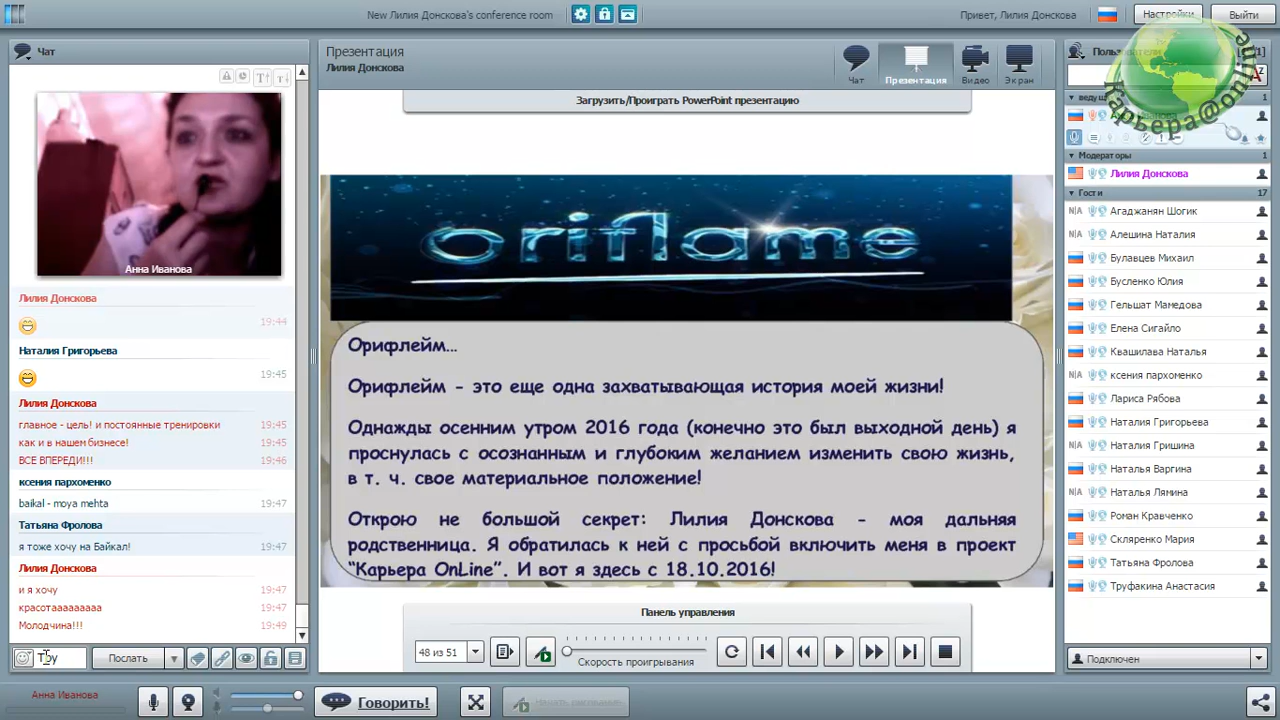 New Лилия Донскова's conference room
Привет, Лилия Донскова
Настройки
Выйти
Чат
Анна Иванова
Лилия Донскова
19:44
Наталия Григорьева
19:45
Лилия Донскова
главное - цель! и постоянные тренировки 19:45
как и в нашем бизнесе! 19:45
ВСЕ ВПЕРЕДИ!!! 19:46
ксения пархоменко
baikal - moya mehta 19:47
Татьяна Фролова
я тоже хочу на Байкал! 19:47
Лилия Донскова
и я хочу 19:47
красотааааааааа 19:47
Молодчина!!! 19:49
Послать
Презентация
Лилия Донскова
Чат
Презентация
Видео
Экран
Загрузить/Проиграть PowerPoint презентацию
oriflame
Орифлейм...
Орифлейм - это еще одна захватывающая история моей жизни!
Однажды осенним утром 2016 года (конечно это был выходной день) я
проснулась с осознанным и глубоким желанием изменить свою жизнь,
в т. ч. свое материальное положение!
Открою не большой секрет: Лилия Донскова - моя дальняя
родственница. Я обратилась к ней с просьбой включить меня в проект
“Карьера OnLine”. И вот я здесь с 18.10.2016!
Панель управления
48 из 51
Скорость проигрывания
карьера@online
1
Модераторы 1
Лилия Донскова
Гости 17
N/A Агаджанян Шогик
N/A Алешина Наталия
Булавцев Михаил
Бусленко Юлия
Гельшат Мамедова
Елена Сигайло
Квашилава Наталья
N/A ксения пархоменко
Лариса Рябова
Наталия Григорьева
N/A Наталия Гришина
Наталья Варгина
N/A Наталья Лямина
Роман Кравченко
Скляренко Мария
Татьяна Фролова
Труфакина Анастасия
Подключен
Анна Иванова
Говорить!